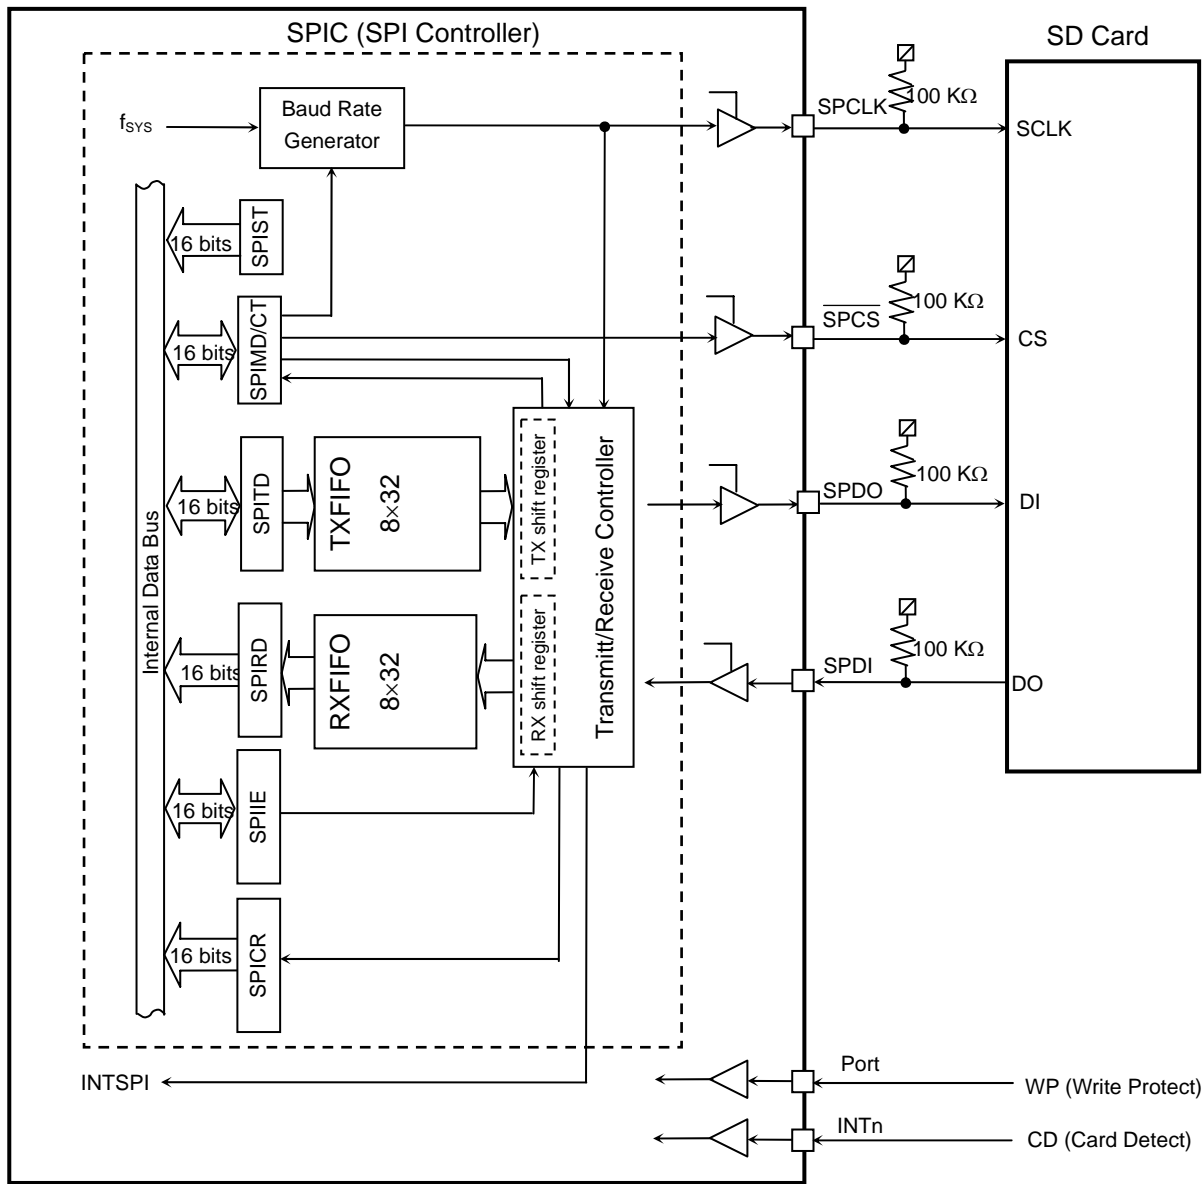 SPIC (SPI Controller)
SD Card
f_SYS
Baud Rate
Generator
SPCLK
100 KΩ
SCLK
16 bits
SPIST
16 bits
SPIMD/CT
SPCS
100 KΩ
CS
Internal Data Bus
16 bits
SPITD
TXFIFO
8×32
TX shift register
Transmitt/Receive Controller
SPDO
100 KΩ
DI
16 bits
SPIRD
RXFIFO
8×32
RX shift register
SPDI
100 KΩ
DO
16 bits
SPIIE
16 bits
SPICR
INTSPI
Port
WP (Write Protect)
INTn
CD (Card Detect)